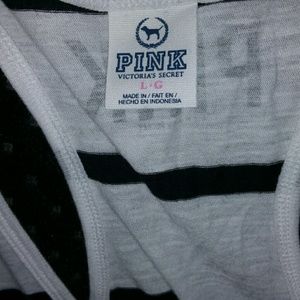 PINK
VICTORIA'S SECRET
L • G
MADE IN / FAIT EN /
HECHO EN INDONESIA